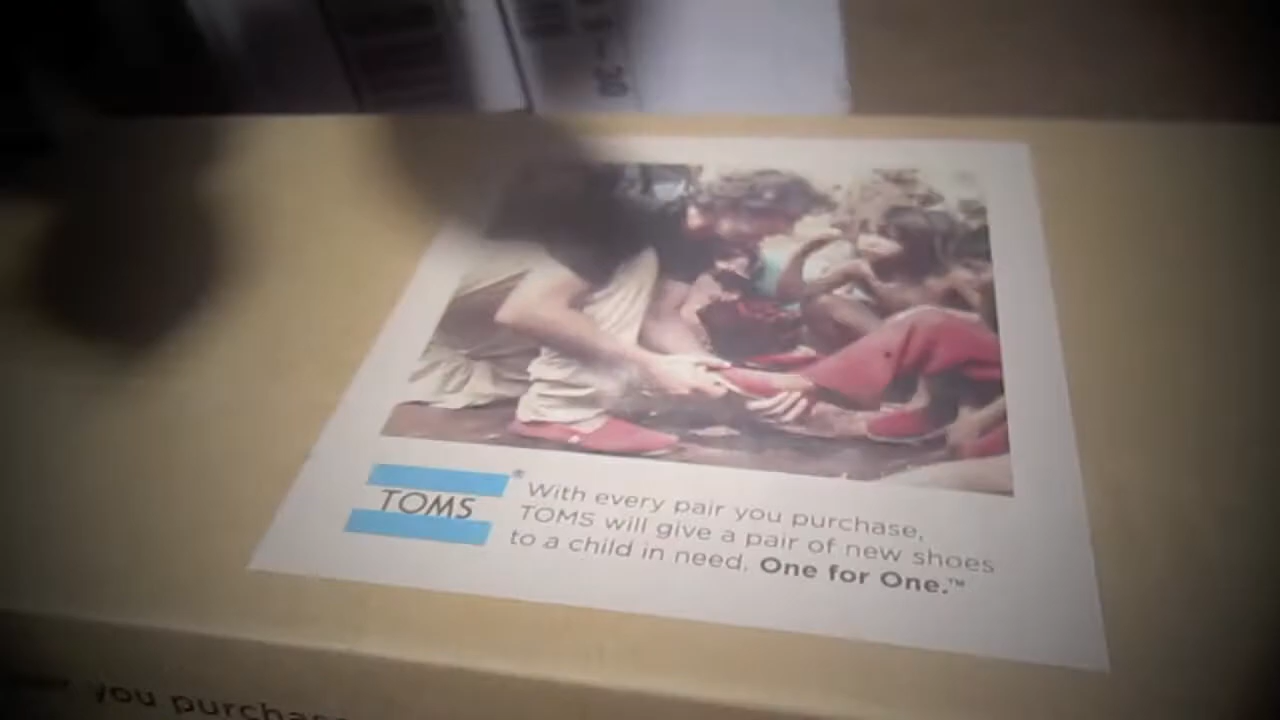 TOMS®
With every pair you purchase,
TOMS will give a pair of new shoes
to a child in need. One for One.™
you purchas